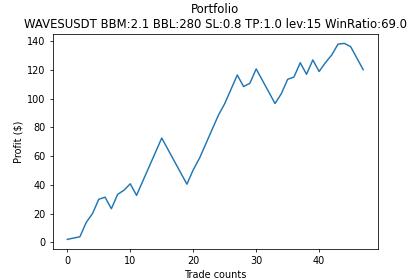 Portfolio
WAVESUSDT BBM:2.1 BBL:280 SL:0.8 TP:1.0 lev:15 WinRatio:69.0
140
120
100
80
60
40
20
0
Profit ($)
0 10 20 30 40
Trade counts